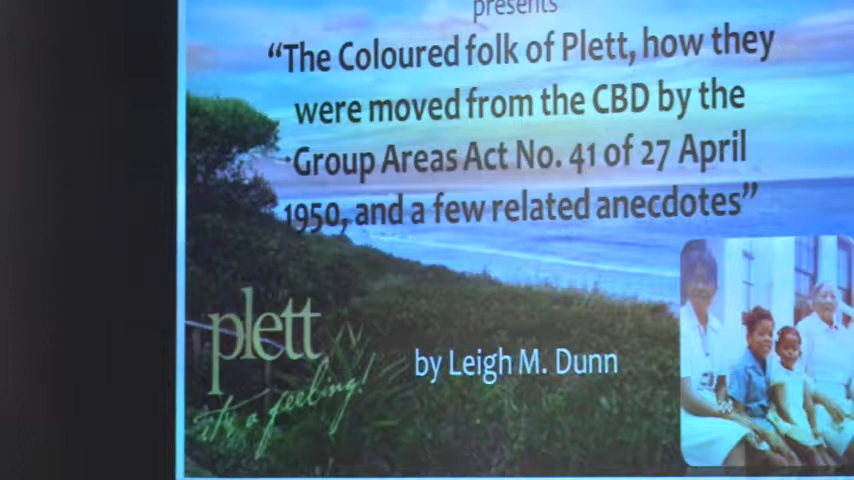 presents
“The Coloured folk of Plett, how they
were moved from the CBD by the
Group Areas Act No. 41 of 27 April
1950, and a few related anecdotes”
plett
it's a feeling!
by Leigh M. Dunn